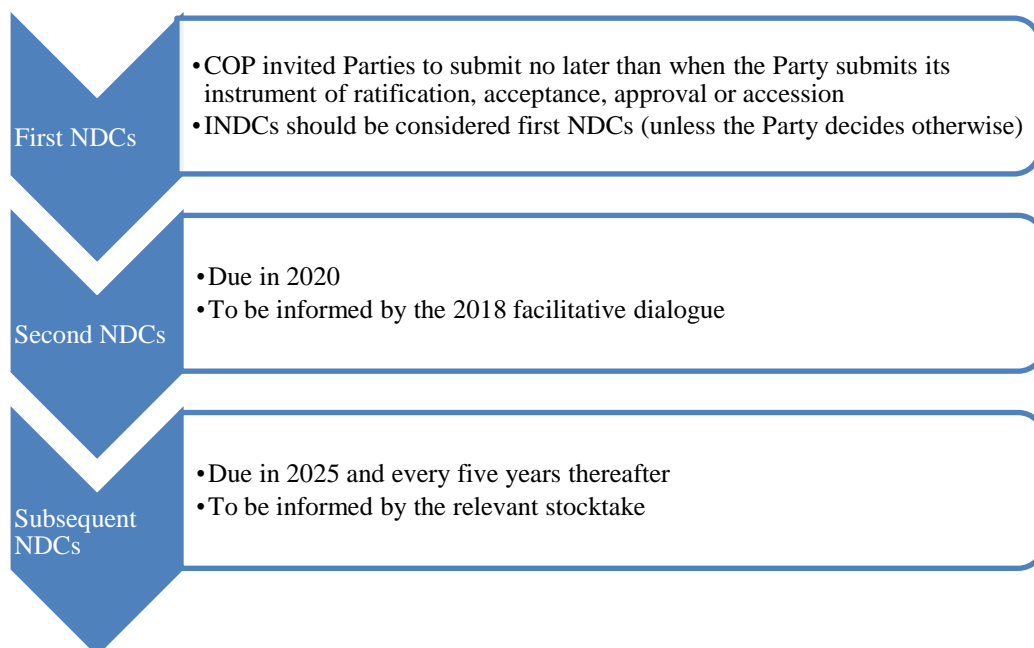 First NDCs
•COP invited Parties to submit no later than when the Party submits its
instrument of ratification, acceptance, approval or accession
•INDCs should be considered first NDCs (unless the Party decides otherwise)
Second NDCs
•Due in 2020
•To be informed by the 2018 facilitative dialogue
Subsequent
NDCs
•Due in 2025 and every five years thereafter
•To be informed by the relevant stocktake